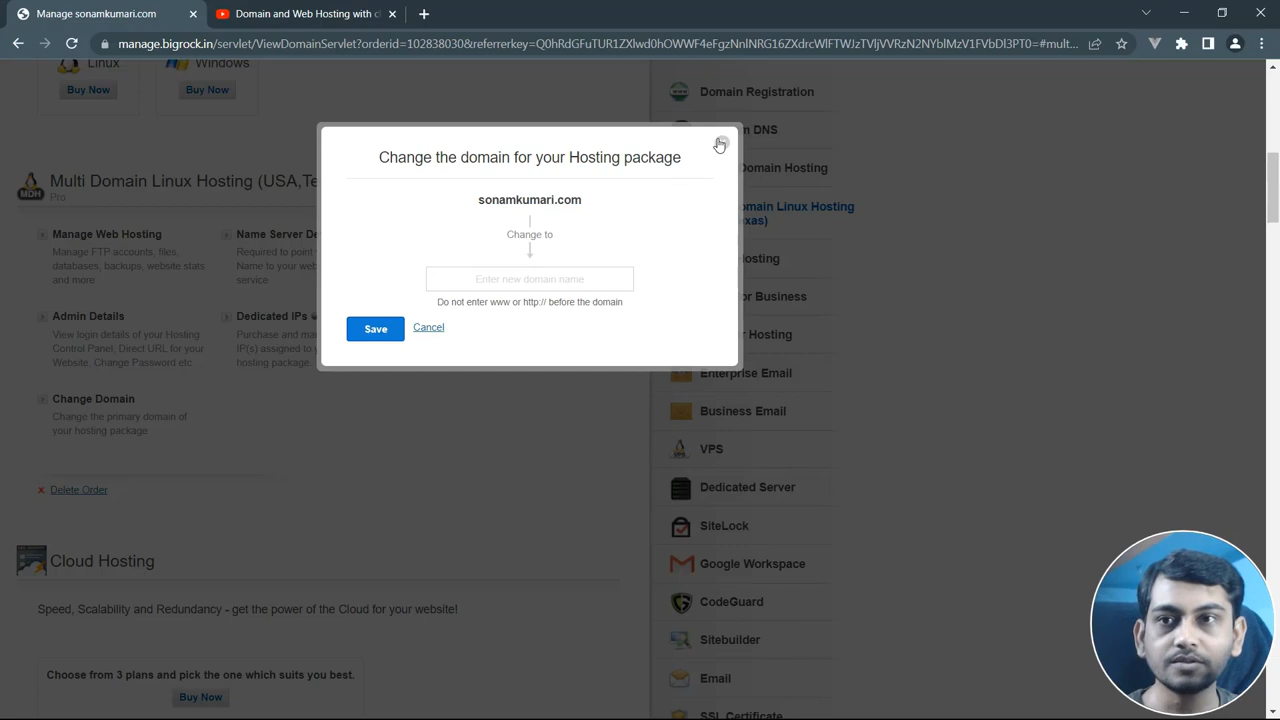 Manage sonamkumari.com
Domain and Web Hosting with c
manage.bigrock.in/servlet/ViewDomainServlet?orderid=102838030&referrerkey=Q0hRdGFuTUR1ZXlwd0hOWWF4eFgzNnlNRG16ZXdrcWlFTWJzTVljVVRzN2NYblMzV1FVbDl3PT0=#mult...
Linux
Windows
Buy Now
Buy Now
Multi Domain Linux Hosting (USA,Te
Pro
Manage Web Hosting
Manage FTP accounts, files,
databases, backups, website stats
and more
Name Server De
Required to point
Name to your web
service
Admin Details
View login details of your Hosting
Control Panel, Direct URL for your
Website, Change Password etc
Dedicated IPs
Purchase and ma
IP(s) assigned to
hosting package.
Change Domain
Change the primary domain of
your hosting package
x Delete Order
Cloud Hosting
Speed, Scalability and Redundancy - get the power of the Cloud for your website!
Choose from 3 plans and pick the one which suits you best.
Buy Now
Change the domain for your Hosting package
sonamkumari.com
Change to
Enter new domain name
Do not enter www or http:// before the domain
Save
Cancel
Domain Registration
DNS
Domain Hosting
omain Linux Hosting
exas)
osting
or Business
r Hosting
Enterprise Email
Business Email
VPS
Dedicated Server
SiteLock
Google Workspace
CodeGuard
Sitebuilder
Email
SSL Certificate
MDH